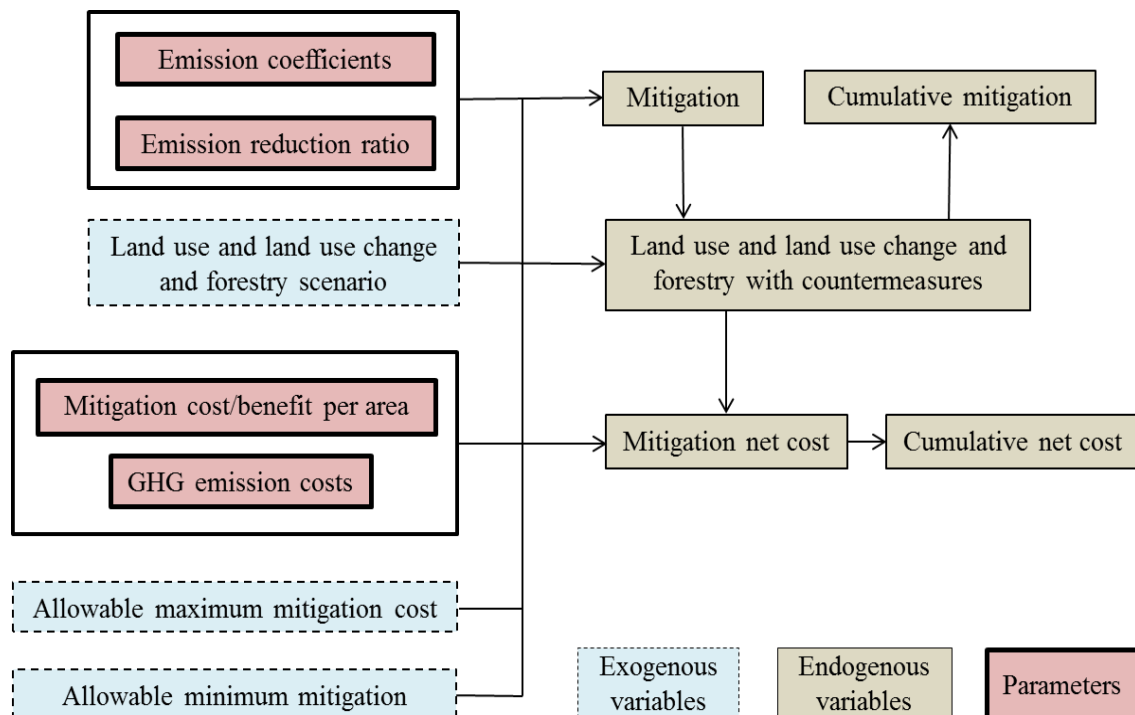 Emission coefficients
Emission reduction ratio
Mitigation
Cumulative mitigation
Land use and land use change
and forestry scenario
Land use and land use change and
forestry with countermeasures
Mitigation cost/benefit per area
GHG emission costs
Mitigation net cost
Cumulative net cost
Allowable maximum mitigation cost
Allowable minimum mitigation
Exogenous
variables
Endogenous
variables
Parameters